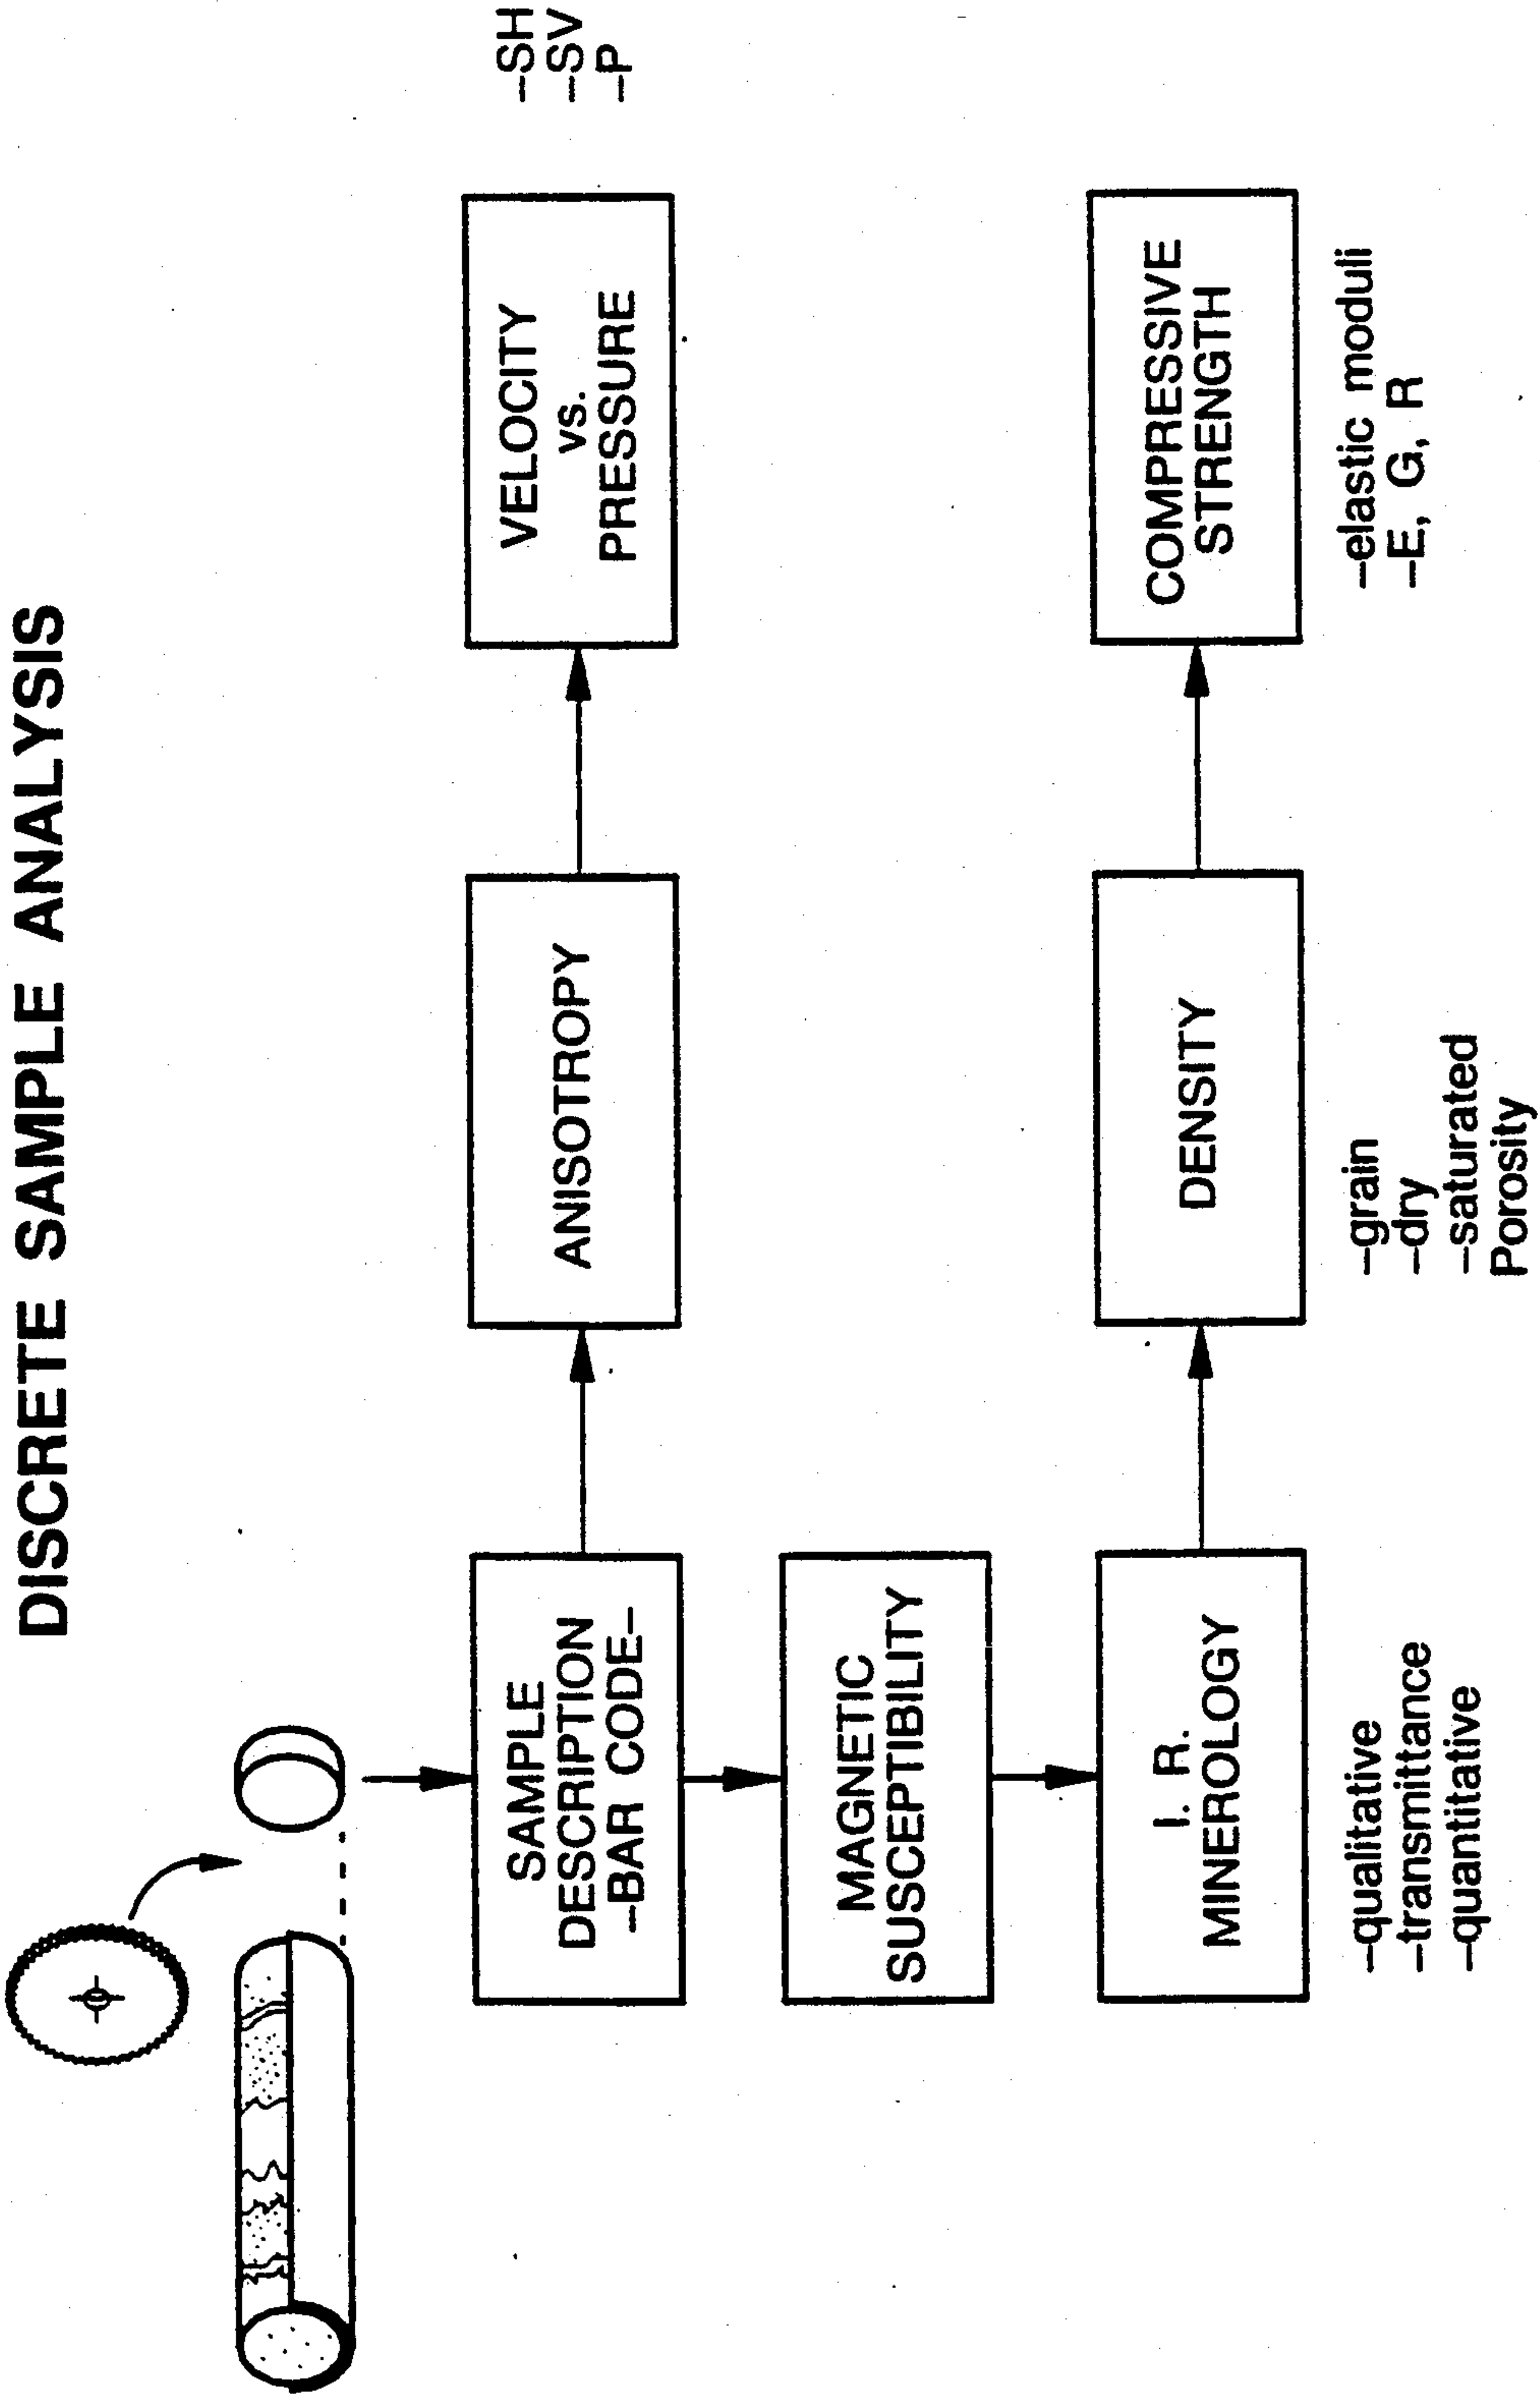 DISCRETE SAMPLE ANALYSIS
SAMPLE
DESCRIPTION
–BAR CODE–
ANISOTROPY
VELOCITY
vs.
PRESSURE
–SH
–SV
–P
MAGNETIC
SUSCEPTIBILITY
I. R.
MINEROLOGY
–qualitative
–transmittance
–quantitative
DENSITY
–grain
–dry
–saturated
Porosity
COMPRESSIVE
STRENGTH
–elastic moduli
–E, G, R